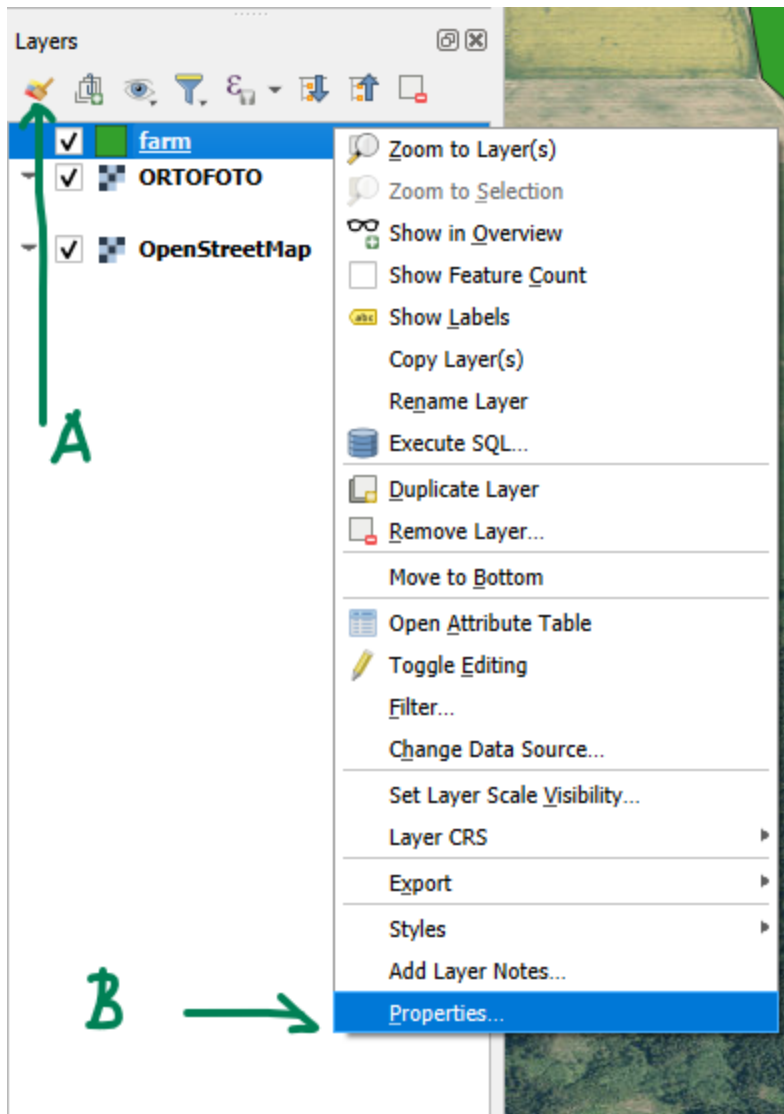 Layers
farm
ORTOFOTO
OpenStreetMap
A
Zoom to Layer(s)
Zoom to Selection
Show in Overview
Show Feature Count
abc Show Labels
Copy Layer(s)
Rename Layer
Execute SQL...
Duplicate Layer
Remove Layer...
Move to Bottom
Open Attribute Table
Toggle Editing
Filter...
Change Data Source...
Set Layer Scale Visibility...
Layer CRS
Export
Styles
Add Layer Notes...
B
Properties...